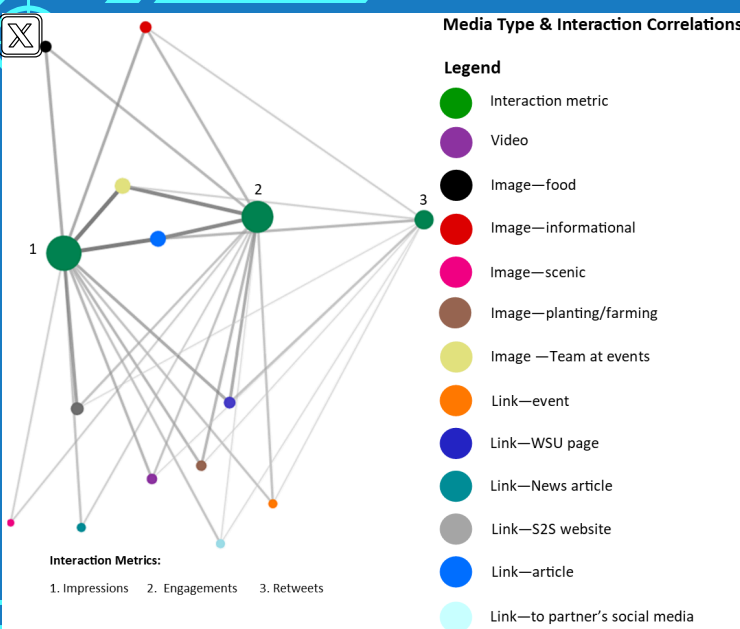 Media Type & Interaction Correlations
X
Legend
Interaction metric
Video
Image—food
Image—informational
Image—scenic
Image—planting/farming
Image —Team at events
Link—event
Link—WSU page
Link—News article
Link—S2S website
Link—article
Link—to partner's social media
1
2
3
Interaction Metrics:
1. Impressions 2. Engagements 3. Retweets